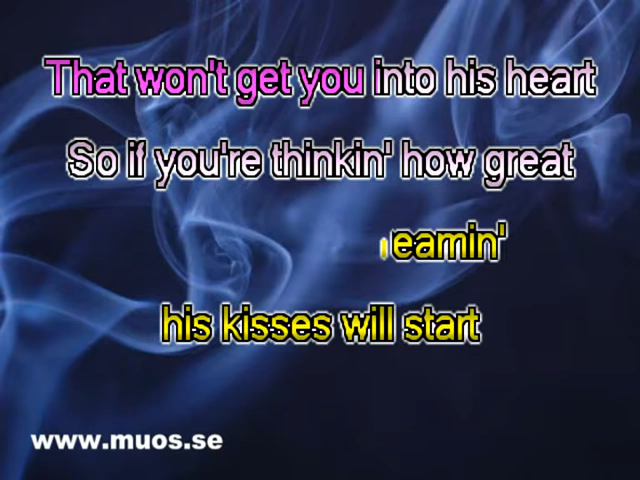 That won't get you into his heart
So if you're thinkin' how great
eamin'
his kisses will start
www.muos.se